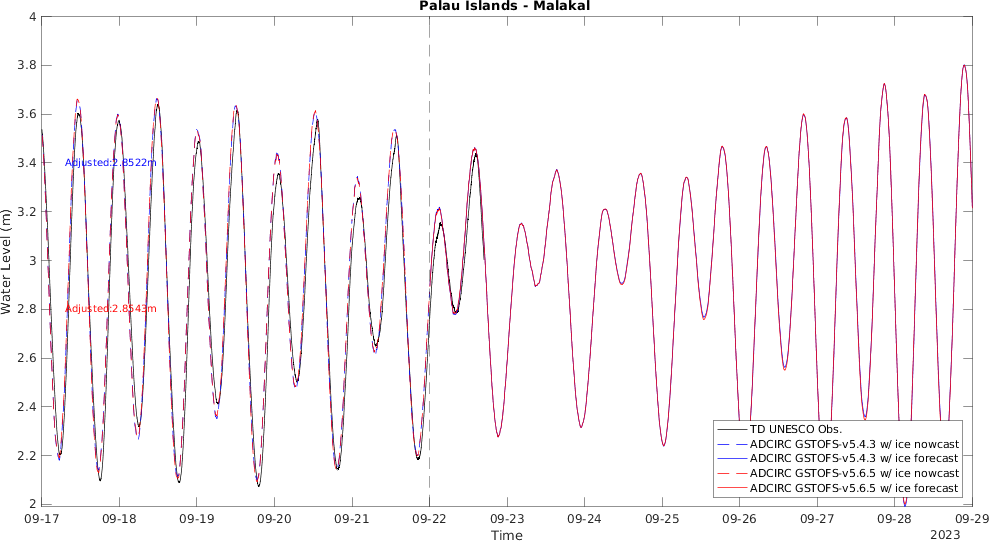 Palau Islands - Malakal
Water Level (m)
4
3.8
3.6
3.4
3.2
3
2.8
2.6
2.4
2.2
2
Adjusted:2.8522m
Adjusted:2.8543m
TD UNESCO Obs.
ADCIRC GSTOFS-v5.4.3 w/ ice nowcast
ADCIRC GSTOFS-v5.4.3 w/ ice forecast
ADCIRC GSTOFS-v5.6.5 w/ ice nowcast
ADCIRC GSTOFS-v5.6.5 w/ ice forecast
09-17 09-18 09-19 09-20 09-21 09-22 09-23 09-24 09-25 09-26 09-27 09-28 09-29
Time
2023